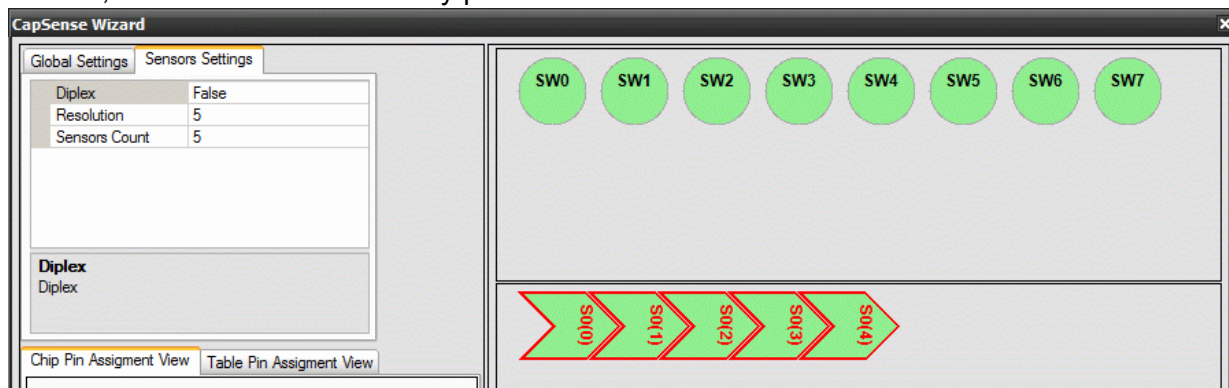 CapSense Wizard
Global Settings Sensors Settings
Diplex False
Resolution 5
Sensors Count 5
Diplex
Diplex
Chip Pin Assigment View Table Pin Assigment View
SW0 SW1 SW2 SW3 SW4 SW5 SW6 SW7
S0(0) S0(1) S0(2) S0(3) S0(4)